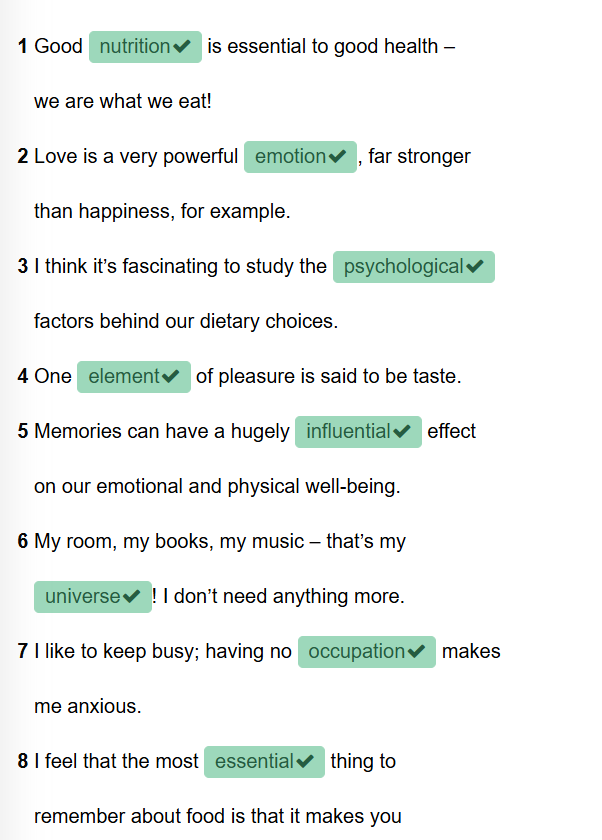 1 Good nutrition✔ is essential to good health –
we are what we eat!
2 Love is a very powerful emotion✔, far stronger
than happiness, for example.
3 I think it’s fascinating to study the psychological✔
factors behind our dietary choices.
4 One element✔ of pleasure is said to be taste.
5 Memories can have a hugely influential✔ effect
on our emotional and physical well-being.
6 My room, my books, my music – that’s my
universe✔! I don’t need anything more.
7 I like to keep busy; having no occupation✔ makes
me anxious.
8 I feel that the most essential✔ thing to
remember about food is that it makes you